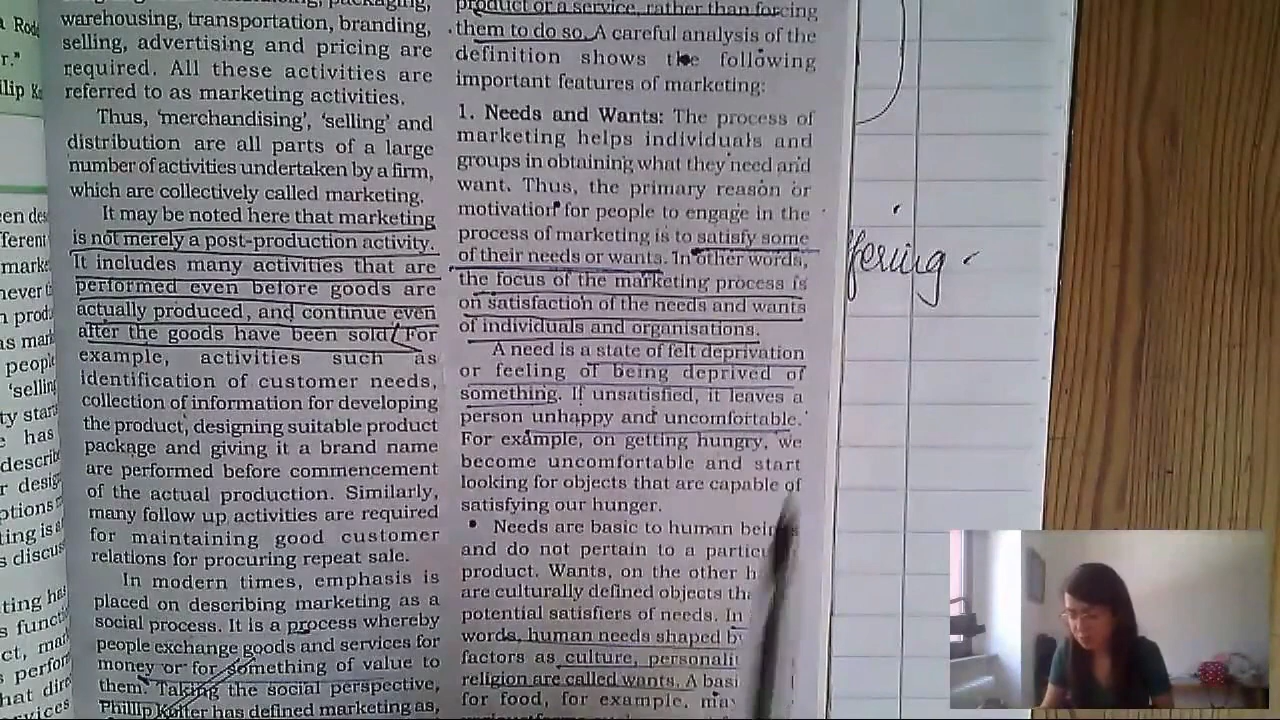 warehousing, transportation, branding,
selling, advertising and pricing are
required. All these activities are
referred to as marketing activities.
Thus, 'merchandising', 'selling' and
distribution are all parts of a large
number of activities undertaken by a firm,
which are collectively called marketing.
It may be noted here that marketing
is not merely a post-production activity.
It includes many activities that are
performed even before goods are
actually produced, and continue even
after the goods have been sold. For
example, activities such as
identification of customer needs,
collection of information for developing
the product, designing suitable product
package and giving it a brand name
are performed before commencement
of the actual production. Similarly,
many follow up activities are required
for maintaining good customer
relations for procuring repeat sale.
In modern times, emphasis is
placed on describing marketing as a
social process. It is a process whereby
people exchange goods and services for
money or for something of value to
them. Taking the social perspective,
Phillip Kotler has defined marketing as,
product or a service, rather than forcing
them to do so. A careful analysis of the
definition shows the following
important features of marketing:
1. Needs and Wants: The process of
marketing helps individuals and
groups in obtaining what they need and
want. Thus, the primary reason or
motivation for people to engage in the
process of marketing is to satisfy some
of their needs or wants. In other words,
the focus of the marketing process is
on satisfaction of the needs and wants
of individuals and organisations.
A need is a state of felt deprivation
or feeling of being deprived of
something. If unsatisfied, it leaves a
person unhappy and uncomfortable.
For example, on getting hungry, we
become uncomfortable and start
looking for objects that are capable of
satisfying our hunger.
• Needs are basic to human beings
and do not pertain to a
product. Wants, on the other
are culturally defined objects
potential satisfiers of needs. In
words, human needs shaped
factors as culture,
religion are called wants. A
for food, for example,
fering